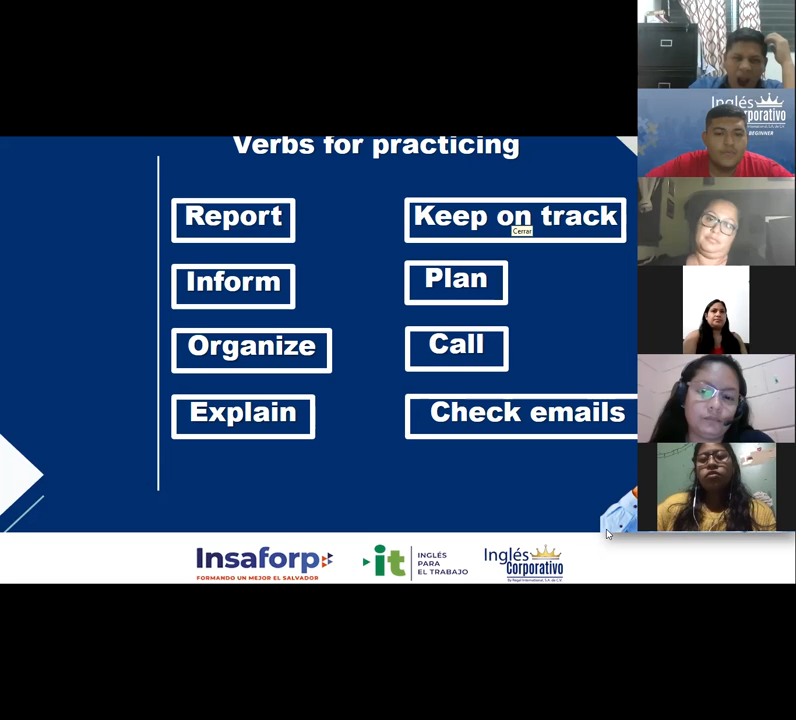 Verbs for practicing
Report
Keep on track
Cerrar
Inform
Plan
Organize
Call
Explain
Check emails
Insaforp
FORMANDO UN MEJOR EL SALVADOR
it
INGLÉS
PARA
EL TRABAJO
Inglés
Corporativo
Inglés
orporativo
BEGINNER